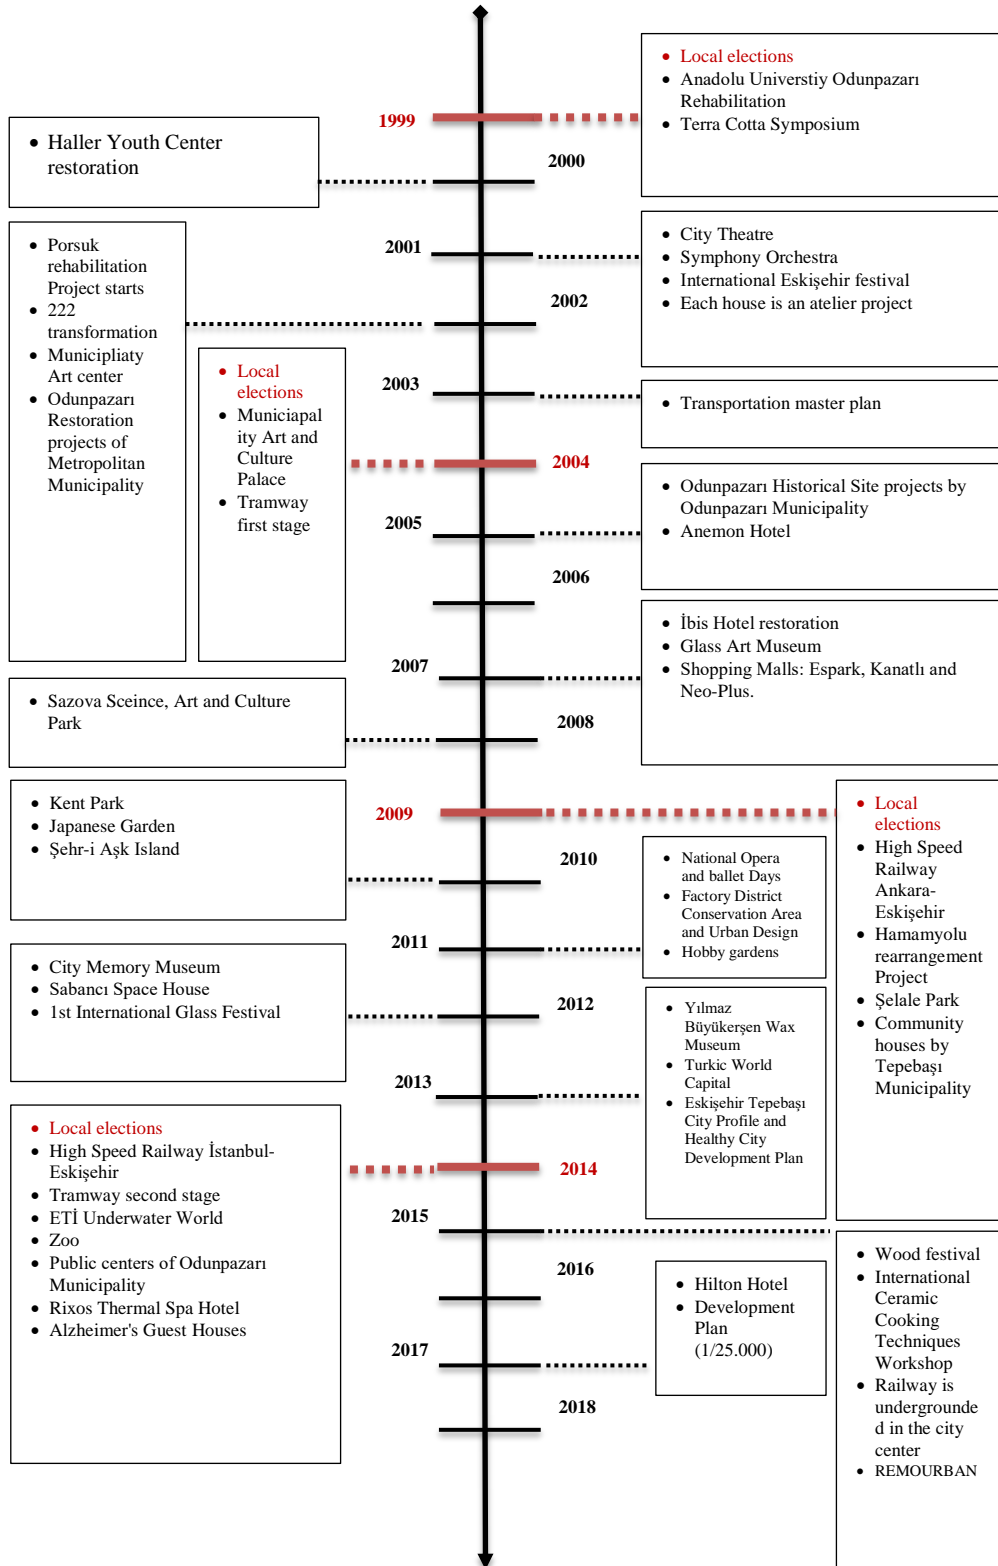 1999
• Local elections
• Anadolu Universtiy Odunpazarı
Rehabilitation
• Terra Cotta Symposium
2000
• Haller Youth Center
restoration
2001
• City Theatre
• Symphony Orchestra
• International Eskişehir festival
• Each house is an atelier project
2002
• Porsuk
rehabilitation
Project starts
• 222
transformation
• Municipliaty
Art center
• Odunpazarı
Restoration
projects of
Metropolitan
Municipality
2003
• Transportation master plan
2004
• Local
elections
• Municiapal
ity Art and
Culture
Palace
• Tramway
first stage
2005
• Odunpazarı Historical Site projects by
Odunpazarı Municipality
• Anemon Hotel
2006
2007
• İbis Hotel restoration
• Glass Art Museum
• Shopping Malls: Espark, Kanatlı and
Neo-Plus.
2008
• Sazova Sceince, Art and Culture
Park
2009
• Local
elections
• High Speed
Railway
Ankara-
Eskişehir
• Hamamyolu
rearrangement
Project
• Şelale Park
• Community
houses by
Tepebaşı
Municipality
2010
• Kent Park
• Japanese Garden
• Şehr-i Aşk Island
2011
• National Opera
and ballet Days
• Factory District
Conservation Area
and Urban Design
• Hobby gardens
2012
• City Memory Museum
• Sabancı Space House
• 1st International Glass Festival
2013
• Yılmaz
Büyükerşen Wax
Museum
• Turkic World
Capital
• Eskişehir Tepebaşı
City Profile and
Healthy City
Development Plan
2014
• Local elections
• High Speed Railway İstanbul-
Eskişehir
• Tramway second stage
• ETİ Underwater World
• Zoo
• Public centers of Odunpazarı
Municipality
• Rixos Thermal Spa Hotel
• Alzheimer's Guest Houses
2015
• Wood festival
• International
Ceramic
Cooking
Techniques
Workshop
• Railway is
undergrounde
d in the city
center
• REMOURBAN
2016
2017
• Hilton Hotel
• Development
Plan
(1/25.000)
2018